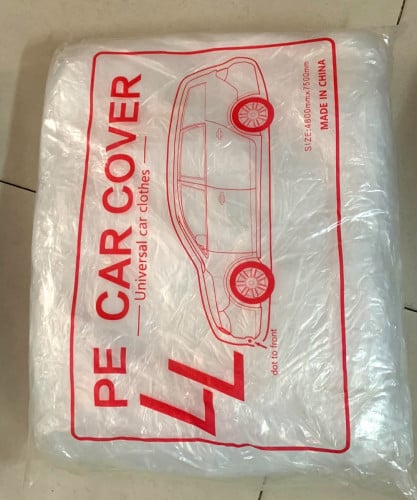 PE CAR COVER
Universal car clothes
LL
dot to front
SIZE:4800mm×7500mm
MADE IN CHINA